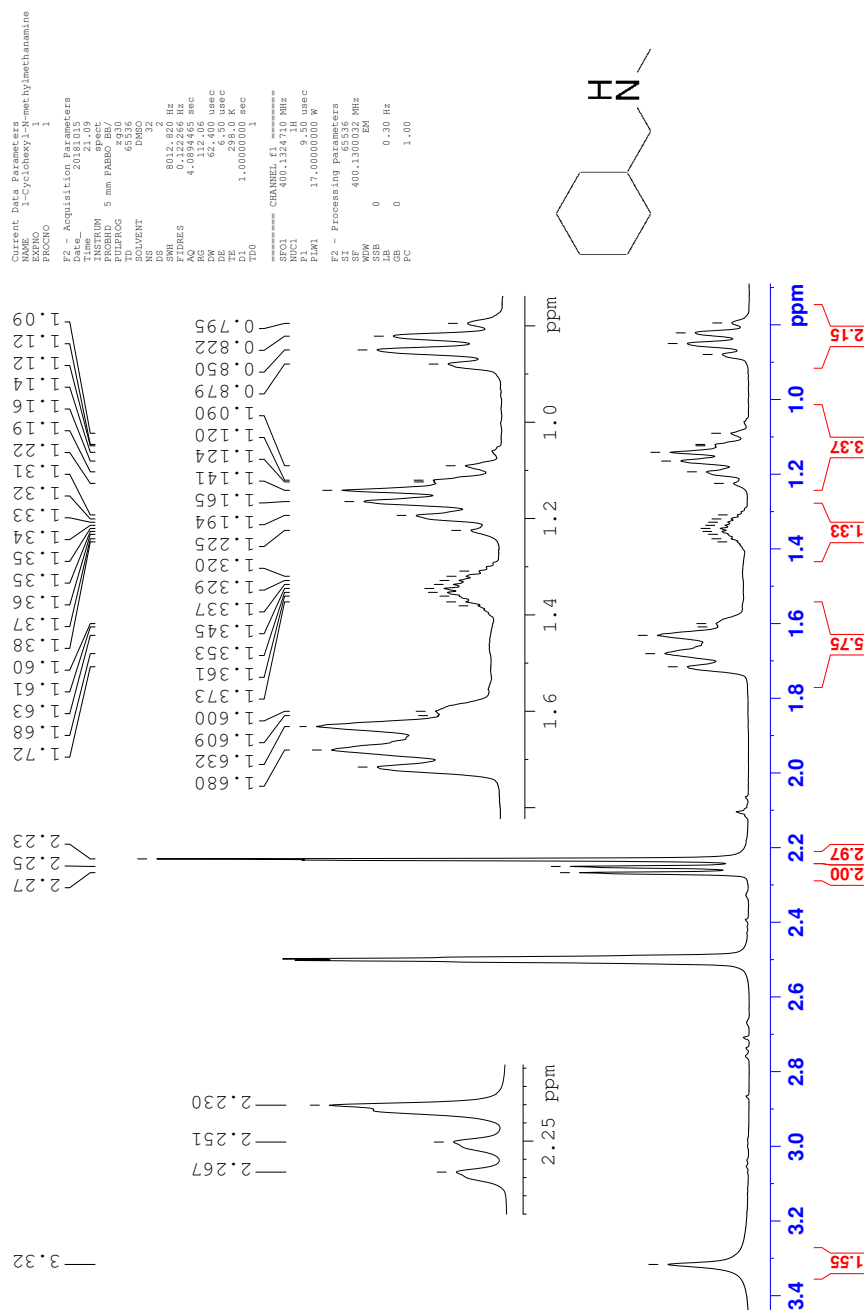 Current Data Parameters
NAME 1-Cyclohexyl-N-methylmethanamine
EXPNO 1
PROCNO 1
F2 - Acquisition Parameters
Date_ 20181015
Time 21.09
INSTRUM spect
PROBHD 5 mm PABBO BB/
PULPROG zg30
TD 65536
SOLVENT DMSO
NS 32
DS 2
SWH 8012.820 Hz
FIDRES 0.122266 Hz
AQ 4.0894465 sec
RG 112.06
DW 62.400 usec
DE 6.50 usec
TE 298.0 K
D1 1.00000000 sec
TD0 1
======== CHANNEL f1 ========
SFO1 400.1324710 MHz
NUC1 1H
P1 9.50 usec
PLW1 17.00000000 W
F2 - Processing parameters
SI 65536
SF 400.1300032 MHz
WDW EM
SSB 0
LB 0.30 Hz
GB 0
PC 1.00
H
N
3.32
2.27
2.25
2.23
1.72
1.68
1.63
1.61
1.60
1.38
1.37
1.36
1.35
1.35
1.34
1.33
1.32
1.31
1.22
1.19
1.16
1.14
1.12
1.12
1.09
2.267
2.251
2.230
2.25 ppm
1.680
1.632
1.609
1.600
1.373
1.361
1.353
1.345
1.337
1.329
1.320
1.225
1.194
1.165
1.141
1.124
1.120
1.090
0.879
0.850
0.822
0.795
1.6 1.4 1.2 1.0 ppm
3.4 3.2 3.0 2.8 2.6 2.4 2.2 2.0 1.8 1.6 1.4 1.2 1.0 ppm
1.55 2.00 2.97 5.75 1.33 3.37 2.15